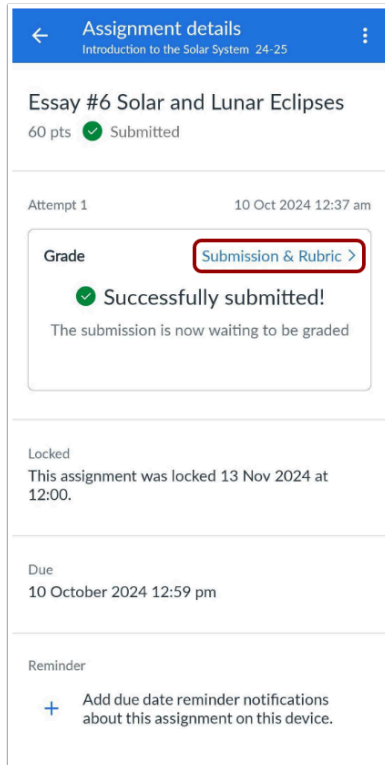 Assignment details
Introduction to the Solar System 24-25
Essay #6 Solar and Lunar Eclipses
60 pts Submitted
Attempt 1 10 Oct 2024 12:37 am
Grade Submission & Rubric >
Successfully submitted!
The submission is now waiting to be graded
Locked
This assignment was locked 13 Nov 2024 at
12:00.
Due
10 October 2024 12:59 pm
Reminder
+ Add due date reminder notifications
about this assignment on this device.